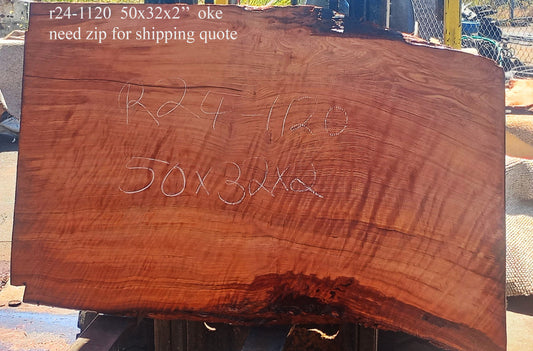 r24-1120  50x32x2’’  oke
need zip for shipping quote
R24 1120
50x32x2